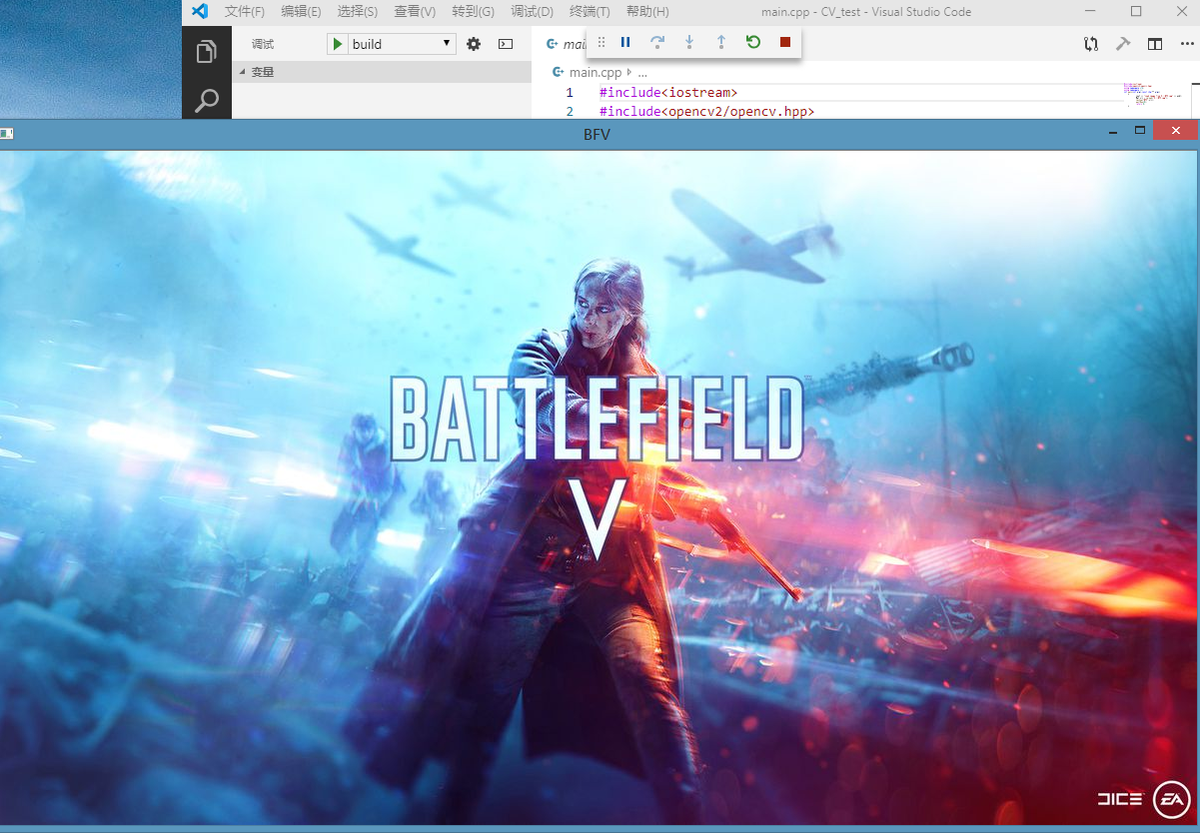 文件(F) 编辑(E) 选择(S) 查看(V) 转到(G) 调试(D) 终端(T) 帮助(H) main.cpp - CV_test - Visual Studio Code
调试 build
变量
main.cpp ...
1 #include<iostream>
2 #include<opencv2/opencv.hpp>
BFV
BATTLEFIELD
V
DICE EA